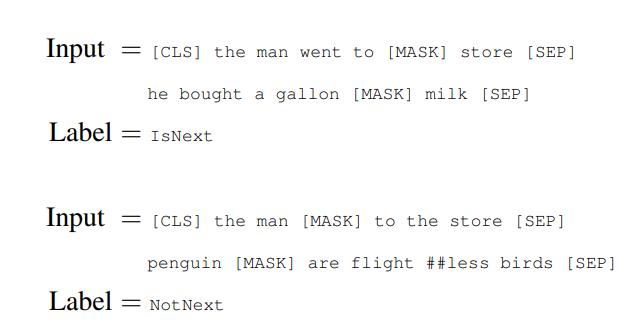 Input = [CLS] the man went to [MASK] store [SEP]
he bought a gallon [MASK] milk [SEP]
Label = IsNext
Input = [CLS] the man [MASK] to the store [SEP]
penguin [MASK] are flight ##less birds [SEP]
Label = NotNext